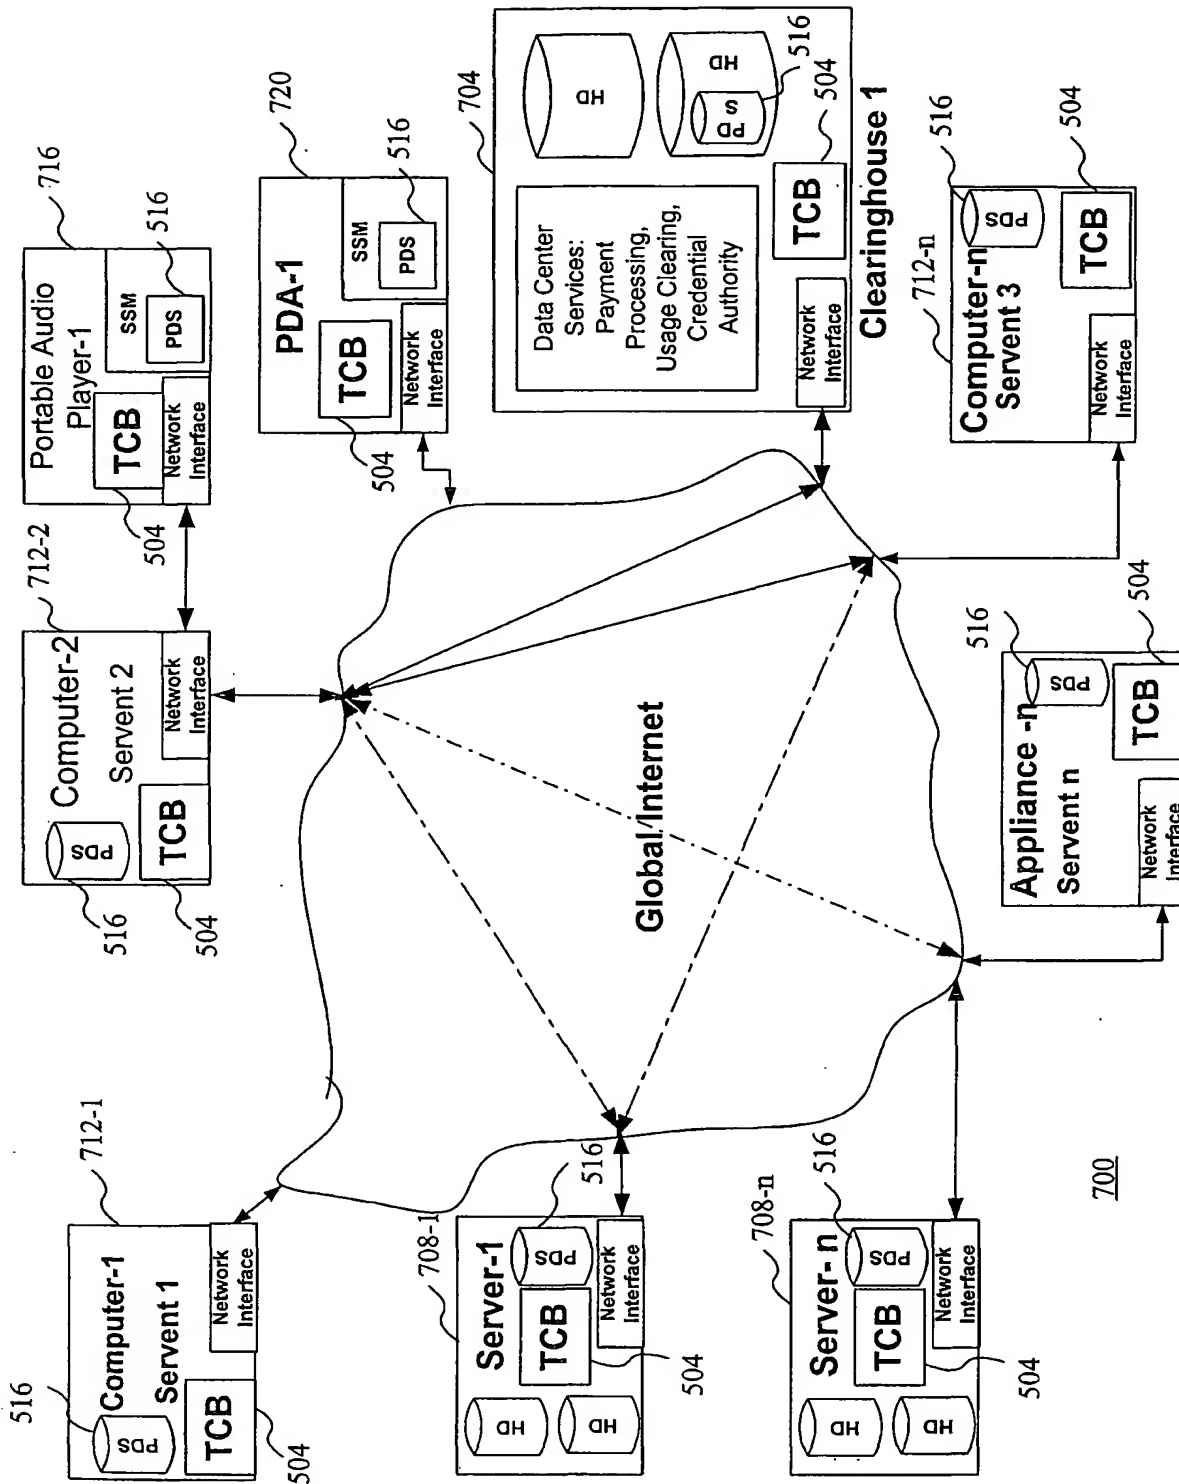 516
712-1
PDS
Computer-1
Servent 1
TCB
Network
Interface
504
516
712-2
PDS
Computer-2
Servent 2
TCB
Network
Interface
504
716
Portable Audio
Player-1
SSM
PDS
516
TCB
Network
Interface
504
720
PDA-1
SSM
PDS
516
TCB
Network
Interface
504
704
Data Center
Services:
Payment
Processing,
Usage Clearing,
Credential
Authority
HD
HD
PD
S
516
TCB
504
Network
Interface
Clearinghouse 1
708-1
Server-1
PDS
516
HD
HD
TCB
Network
Interface
504
Global Internet
712-n
Computer-n
Servent 3
516
PDS
504
TCB
Network
Interface
708-n
Server- n
PDS
516
HD
HD
TCB
Network
Interface
504
Appliance -n
Servent n
516
PDS
504
TCB
Network
Interface
700